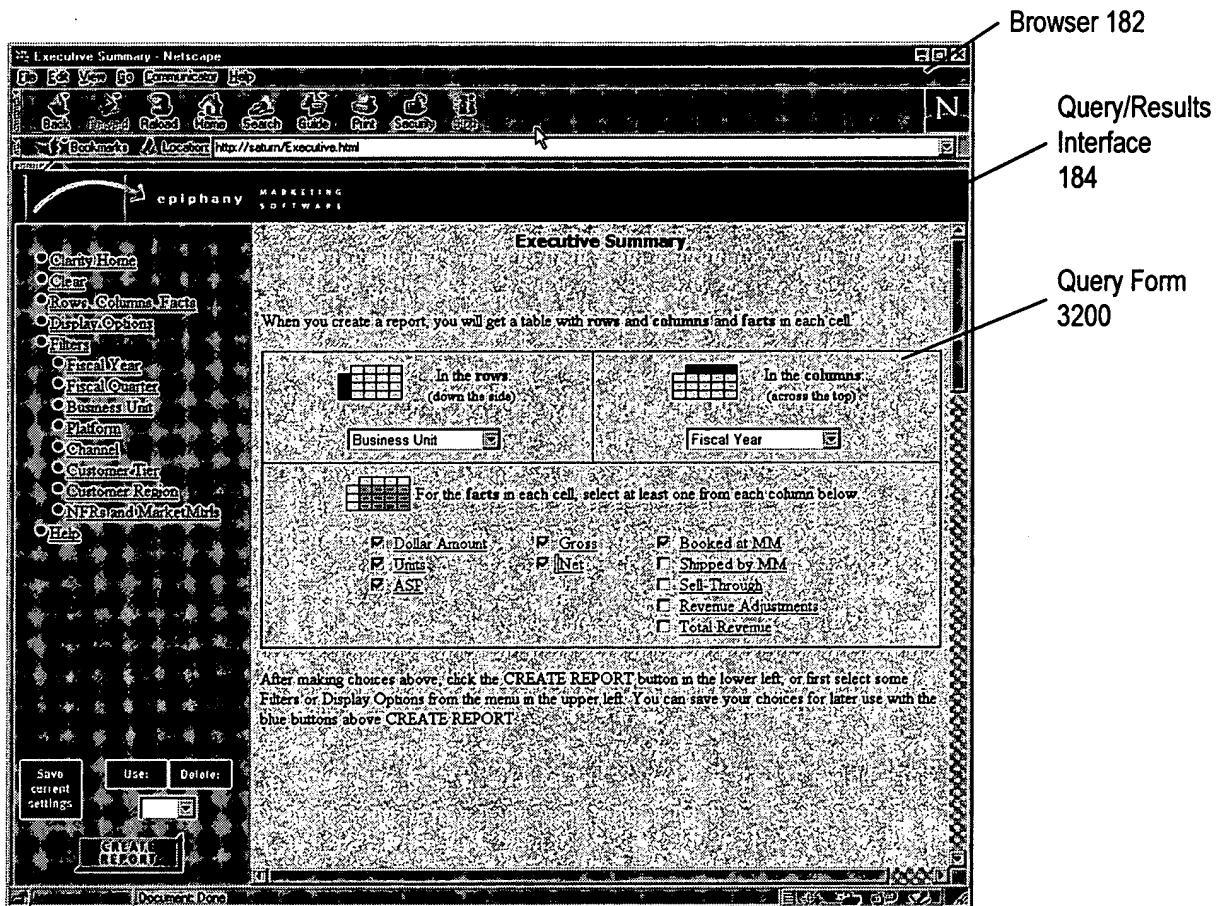 Browser 182
Query/Results
Interface
184
Query Form
3200
Executive Summary - Netscape
File Edit View Go Communicator Help
Back Forward Reload Home Search Guide Print Security Stop
Bookmarks Location: http://saturn/Executive.html
epiphany MARKETING
SOFTWARE
Clarity Home
Clear
Rows, Columns, Facts
Display Options
Filters
Fiscal Year
Fiscal Quarter
Business Unit
Platform
Channel
Customer Tier
Customer Region
NFRs and MarketMtrls
Help
Save
current
settings
Use: Delete:
CREATE
REPORT
Executive Summary
When you create a report, you will get a table with rows and columns and facts in each cell.
In the rows
(down the side)
Business Unit
In the columns
(across the top)
Fiscal Year
For the facts in each cell, select at least one from each column below
Dollar Amount Gross Booked at MM
Units Net Shipped by MM
ASP Sell-Through
Revenue Adjustments
Total Revenue
After making choices above, click the CREATE REPORT button in the lower left, or first select some
Filters or Display Options from the menu in the upper left. You can save your choices for later use with the
blue buttons above CREATE REPORT.
Document: Done